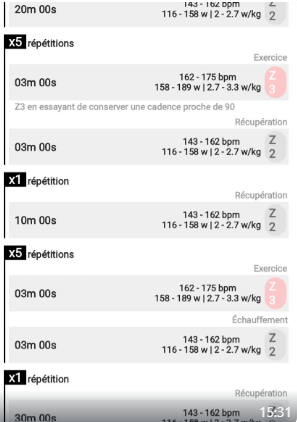 20m 00s
143 - 162 bpm
116 - 158 w | 2 - 2.7 w/kg
Z
2
x5 répétitions
Exercice
03m 00s
162 - 175 bpm
158 - 189 w | 2.7 - 3.3 w/kg
Z
3
Z3 en essayant de conserver une cadence proche de 90
Récupération
03m 00s
143 - 162 bpm
116 - 158 w | 2 - 2.7 w/kg
Z
2
x1 répétition
Récupération
10m 00s
143 - 162 bpm
116 - 158 w | 2 - 2.7 w/kg
Z
2
x5 répétitions
Exercice
03m 00s
162 - 175 bpm
158 - 189 w | 2.7 - 3.3 w/kg
Z
3
Échauffement
03m 00s
143 - 162 bpm
116 - 158 w | 2 - 2.7 w/kg
Z
2
x1 répétition
Récupération
30m 00s
143 - 162 bpm
15:31